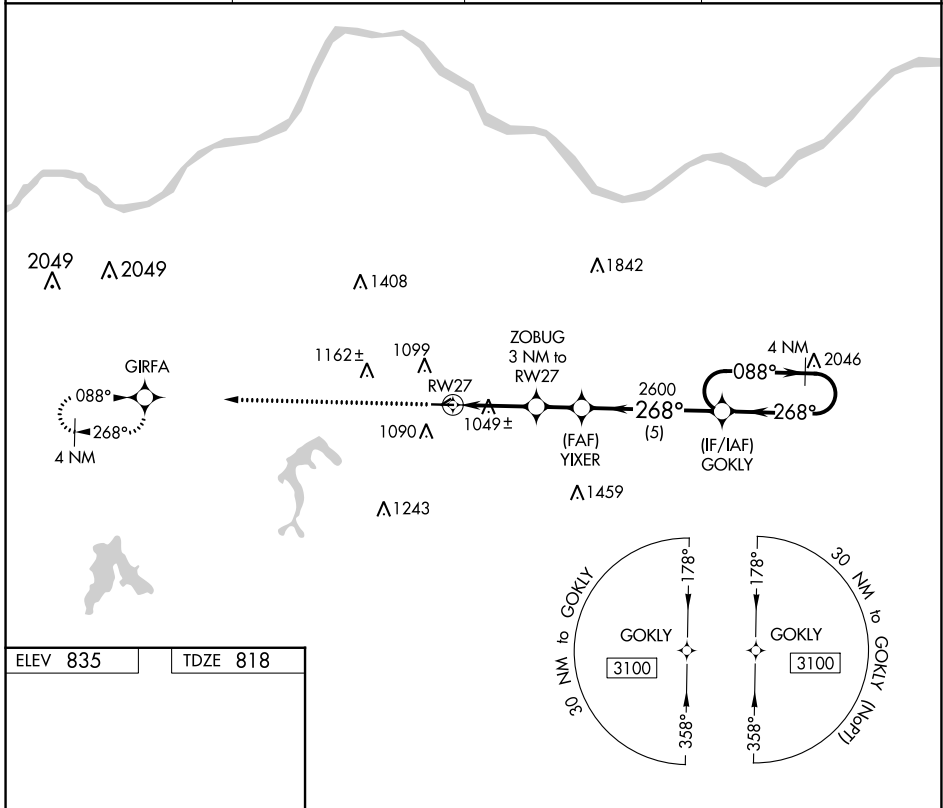 2049
2049
1408
1842
ZOBUG
3 NM to
RW27
1162±
1099
4 NM
2046
GIRFA
RW27
088°
088°
2600
268°
(5)
268°
268°
4 NM
1090
1049±
(FAF)
YIXER
(IF/IAF)
GOKLY
1459
1243
30 NM to GOKLY
178°
GOKLY
3100
358°
178°
GOKLY
3100
358°
30 NM to GOKLY (NoPT)
ELEV 835
TDZE 818